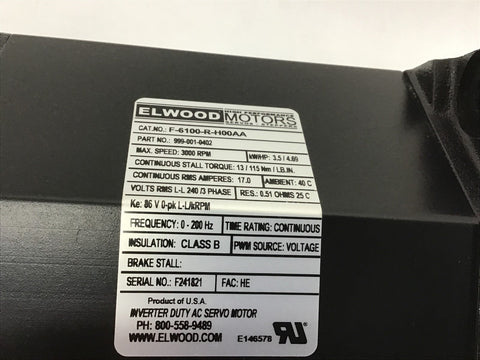 ELWOOD HIGH PERFORMANCE MOTORS
CAT.NO.: F-6100-R-H00AA
PART NO.: 999-001-0402
MAX. SPEED: 3000 RPM kW/HP: 3.5 / 4.69
CONTINUOUS STALL TORQUE: 13 / 115 Nm / LB.IN.
CONTINUOUS RMS AMPERES: 17.0 AMBIENT: 40 C
VOLTS RMS L-L 240 /3 PHASE RES.: 0.51 OHMS 25 C
Ke: 86 V 0-pk L-L/kRPM
FREQUENCY: 0 - 200 Hz TIME RATING: CONTINUOUS
INSULATION: CLASS B PWM SOURCE: VOLTAGE
BRAKE STALL:
SERIAL NO.: F241821 FAC: HE
Product of U.S.A.
INVERTER DUTY AC SERVO MOTOR
PH: 800-558-9489
WWW.ELWOOD.COM E146578